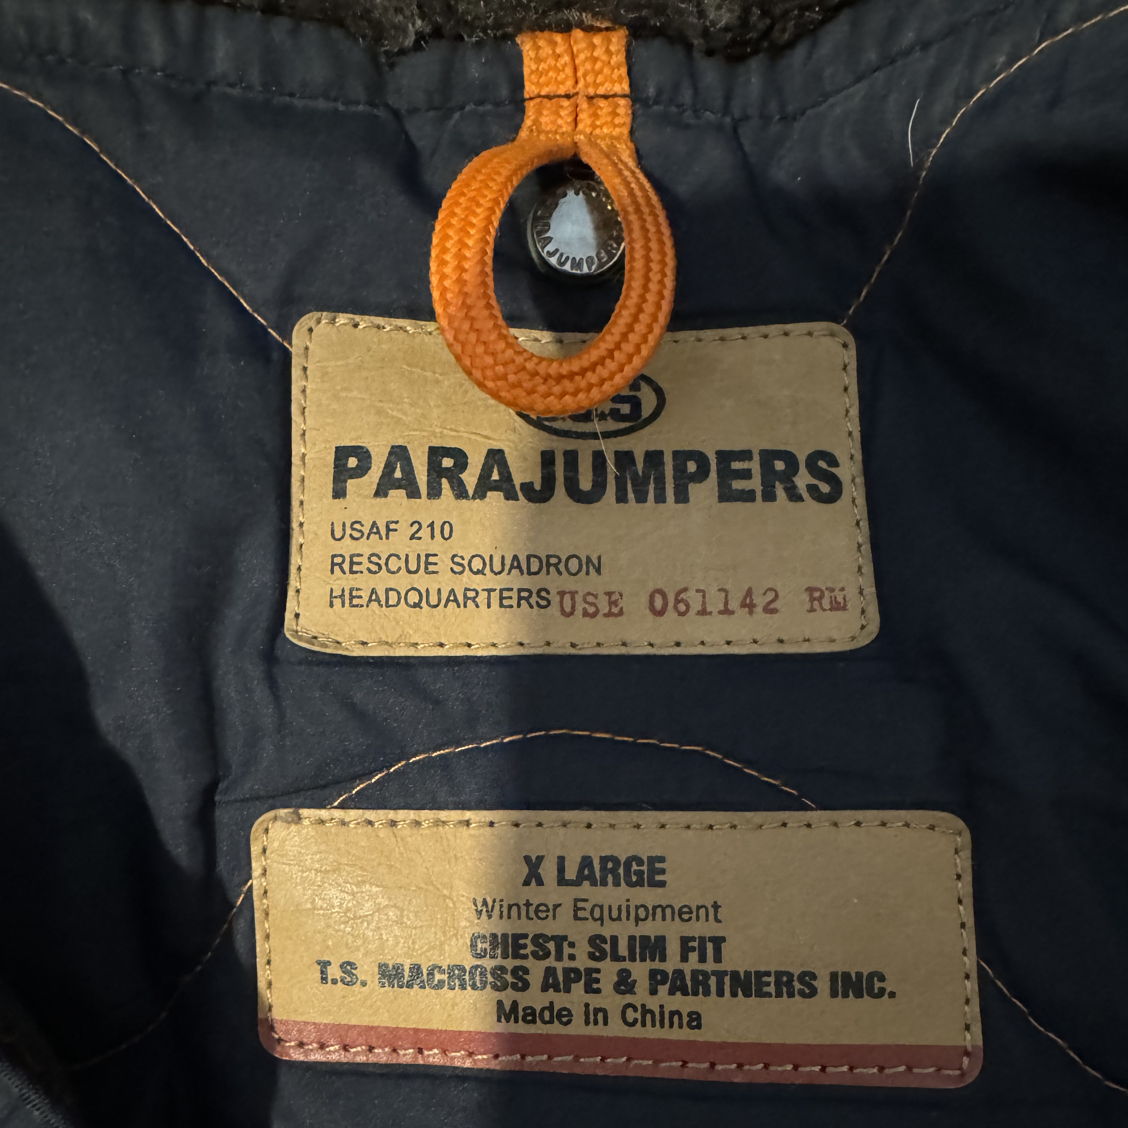 PARAJUMPERS
USAF 210
RESCUE SQUADRON
HEADQUARTERS USE 061142 RM
X LARGE
Winter Equipment
CHEST: SLIM FIT
T.S. MACROSS APE & PARTNERS INC.
Made in China